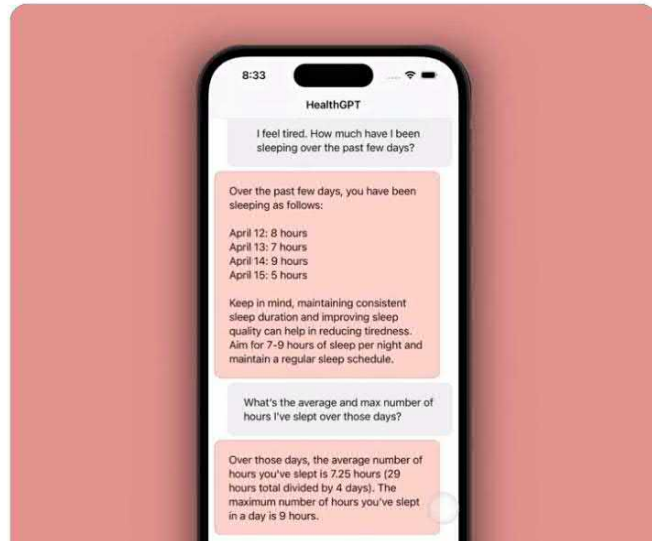 8:33
HealthGPT
I feel tired. How much have I been
sleeping over the past few days?
Over the past few days, you have been
sleeping as follows:
April 12: 8 hours
April 13: 7 hours
April 14: 9 hours
April 15: 5 hours
Keep in mind, maintaining consistent
sleep duration and improving sleep
quality can help in reducing tiredness.
Aim for 7-9 hours of sleep per night and
maintain a regular sleep schedule.
What's the average and max number of
hours I've slept over those days?
Over those days, the average number of
hours you've slept is 7.25 hours (29
hours total divided by 4 days). The
maximum number of hours you've slept
in a day is 9 hours.